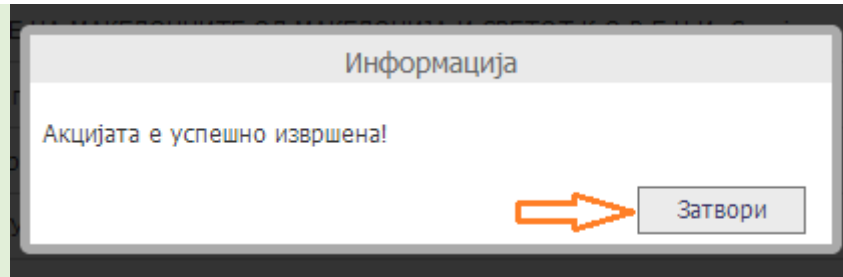 Информација
Акцијата е успешно извршена!
Затвори